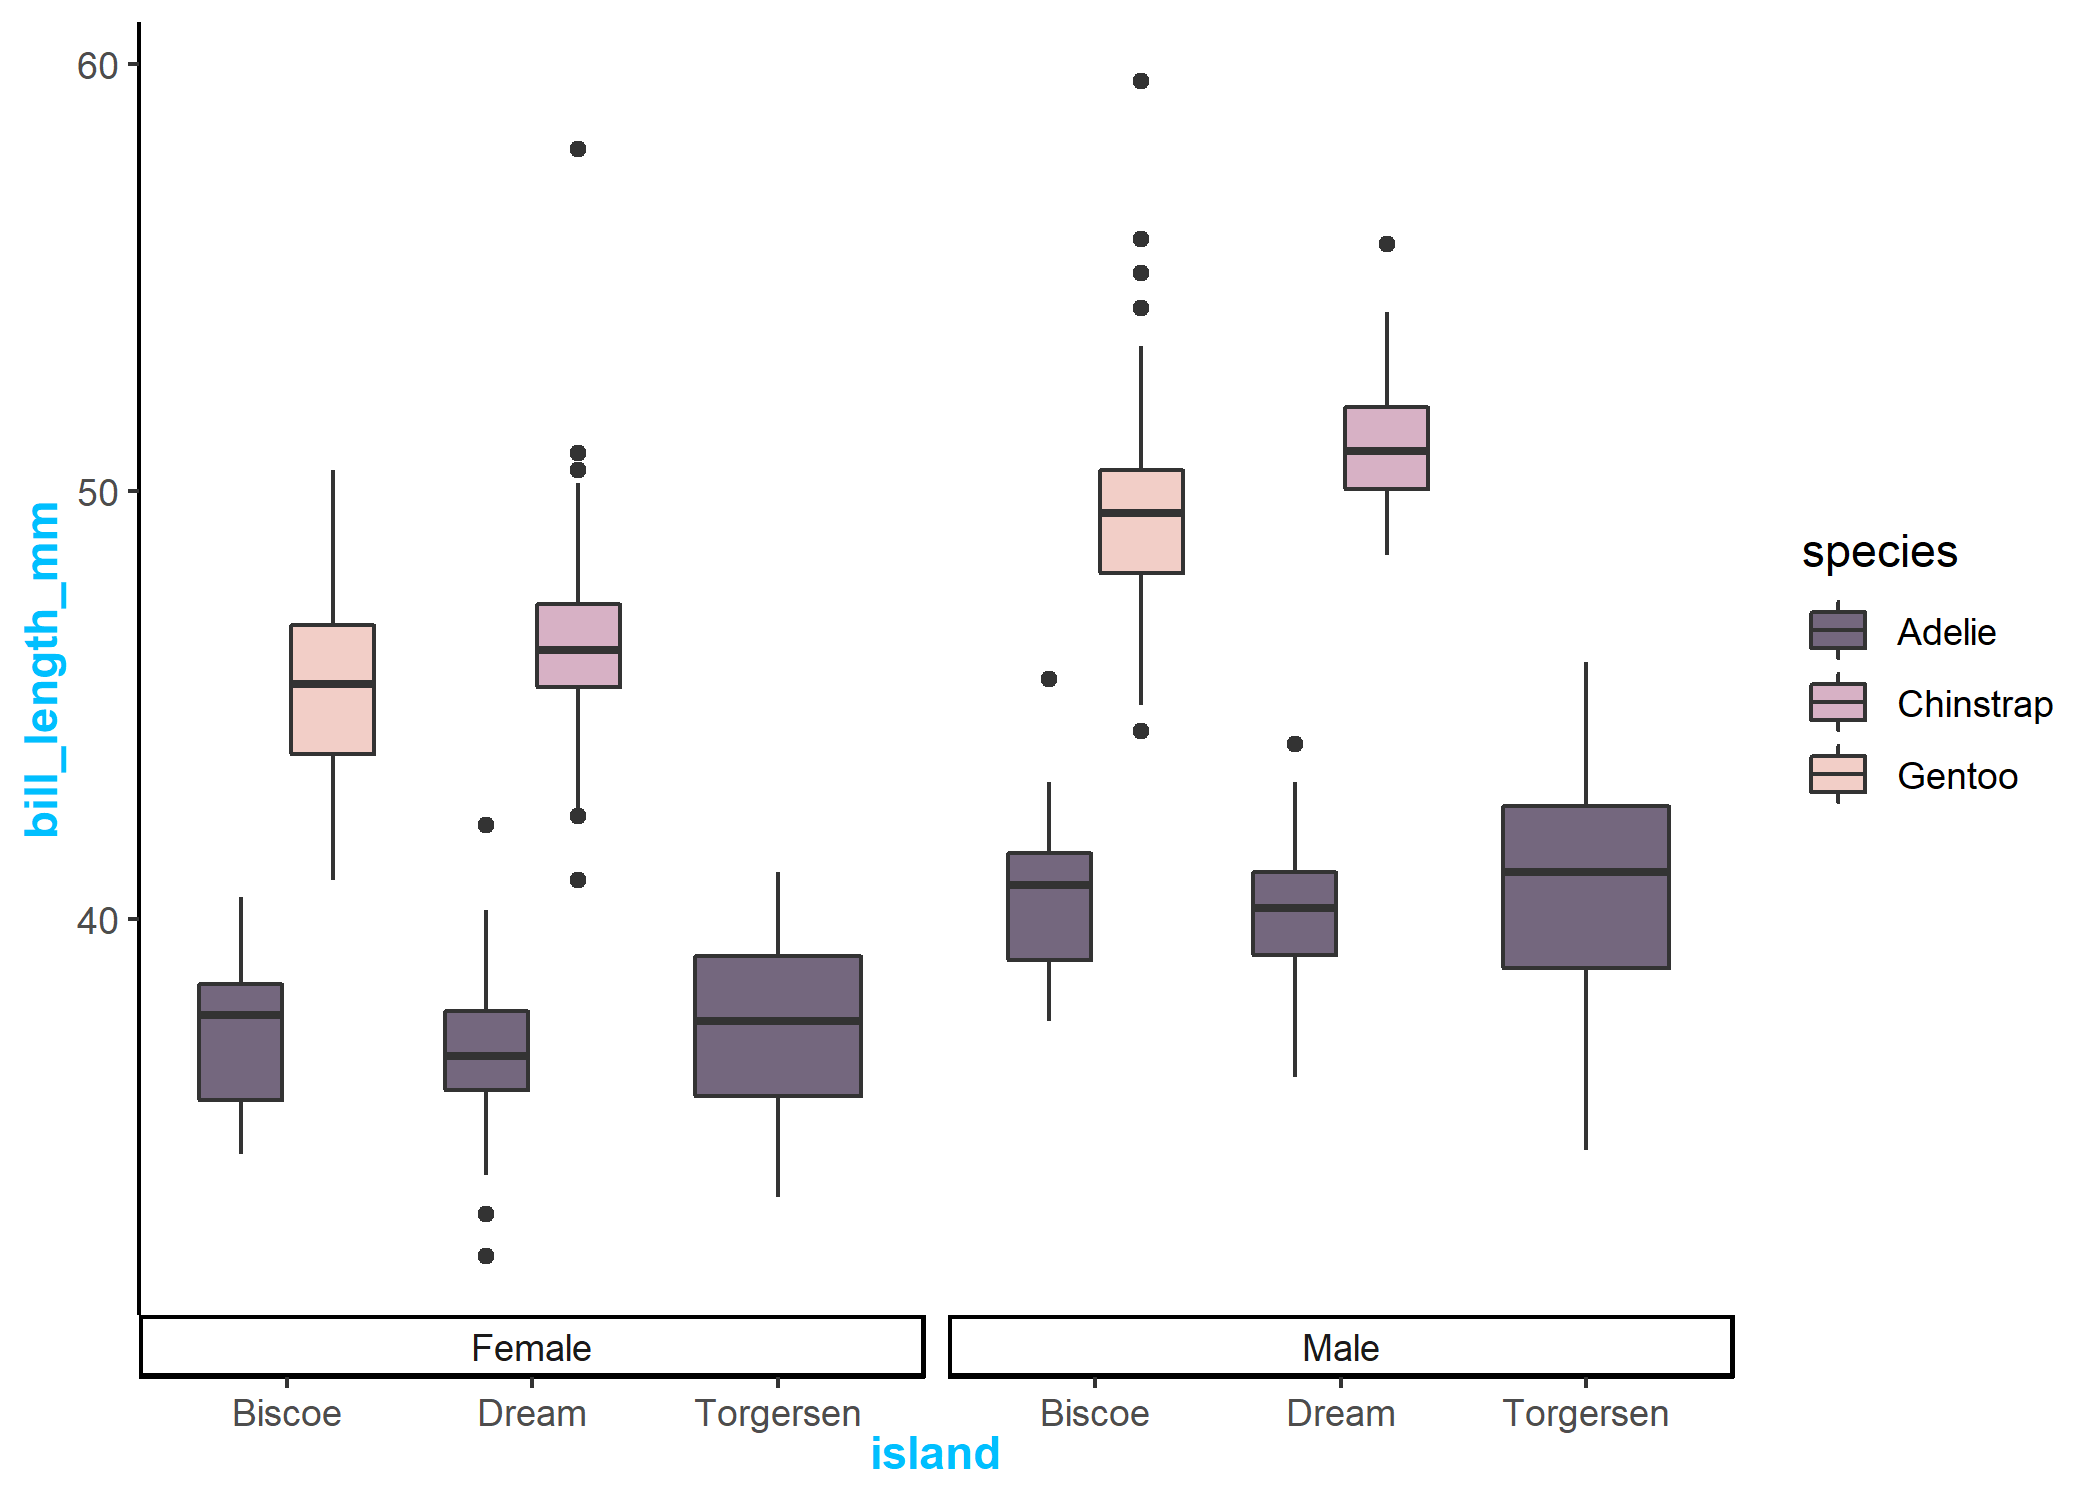 60
50
40
bill_length_mm
Female Male
Biscoe Dream Torgersen Biscoe Dream Torgersen
island
species
Adelie
Chinstrap
Gentoo